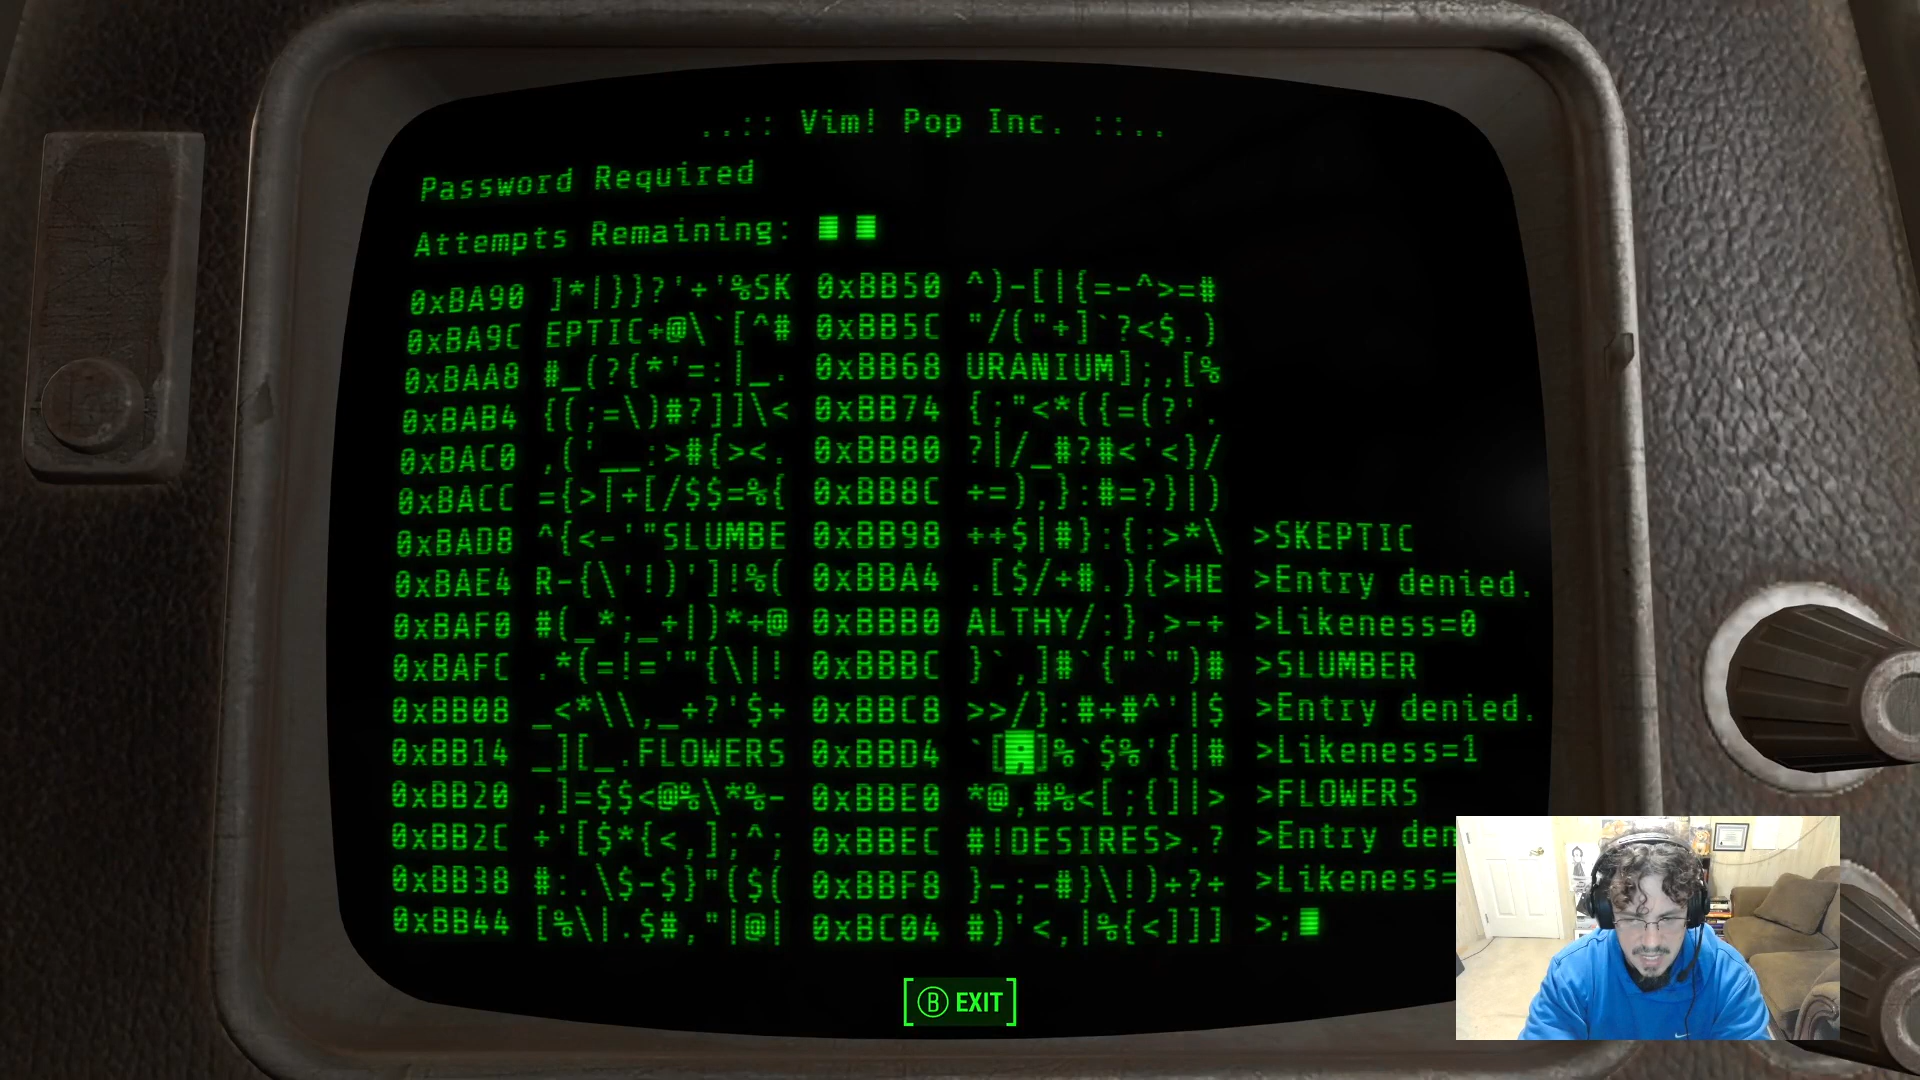 ..:: Vim! Pop Inc. ::..
Password Required
Attempts Remaining:
0xBA90 ]*|}}?'+'%SK 0xBB50 ^)-[|{=-^>=#
0xBA9C EPTIC+@\`[^# 0xBB5C "/("+]`?<$.)
0xBAA8 #_(?{*'=:|_. 0xBB68 URANIUM];,[%
0xBAB4 {(;=\)#?]]\< 0xBB74 {;"<*({=(?'.
0xBAC0 ,('__:>#{><. 0xBB80 ?|/_#?#<'<}/
0xBACC ={>|+[/$$=%{ 0xBB8C +=),}:#=?}|)
0xBAD8 ^{<-'"SLUMBE 0xBB98 ++$|#}:{:>*\ >SKEPTIC
0xBAE4 R-{\'!)']!%( 0xBBA4 .[$/+#.){>HE >Entry denied.
0xBAF0 #(_*;_+|)*+@ 0xBBB0 ALTHY/:},>-+ >Likeness=0
0xBAFC .*(=!='"{\|! 0xBBBC }`,]#`{"`")# >SLUMBER
0xBB08 _<*\\,_+?'$+ 0xBBC8 >>/}:#+#^'|$ >Entry denied.
0xBB14 _][_.FLOWERS 0xBBD4 `[;]%`$%'{|# >Likeness=1
0xBB20 ,]=$$<@%\*%- 0xBBE0 *@,#%<[;{]|> >FLOWERS
0xBB2C +'[$*{<,];^; 0xBBEC #!DESIRES>.? >Entry den
0xBB38 #:.\$-$}"($( 0xBBF8 }-;-#}\!)+?+ >Likeness=
0xBB44 [%\|.$#,"|@| 0xBC04 #)'<,|%{<]]] >;
B EXIT